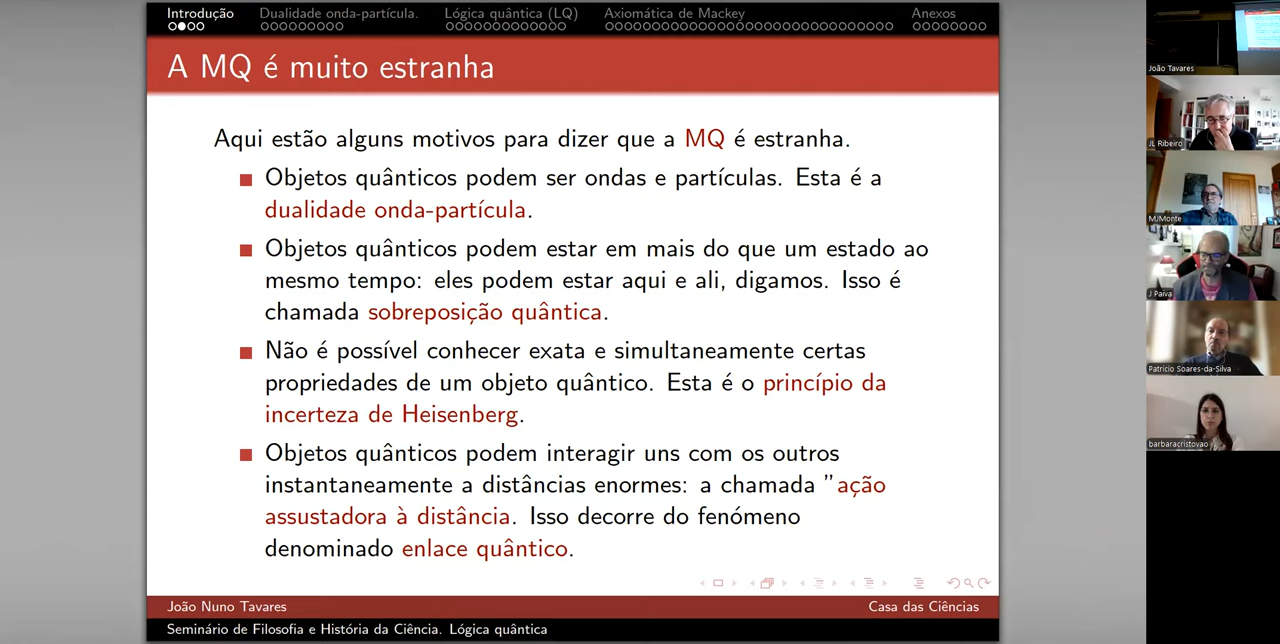 Introdução Dualidade onda-partícula. Lógica quântica (LQ) Axiomática de Mackey Anexos
A MQ é muito estranha
Aqui estão alguns motivos para dizer que a MQ é estranha.
Objetos quânticos podem ser ondas e partículas. Esta é a
dualidade onda-partícula.
Objetos quânticos podem estar em mais do que um estado ao
mesmo tempo: eles podem estar aqui e ali, digamos. Isso é
chamada sobreposição quântica.
Não é possível conhecer exata e simultaneamente certas
propriedades de um objeto quântico. Esta é o princípio da
incerteza de Heisenberg.
Objetos quânticos podem interagir uns com os outros
instantaneamente a distâncias enormes: a chamada ”ação
assustadora à distância. Isso decorre do fenómeno
denominado enlace quântico.
João Nuno Tavares Casa das Ciências
Seminário de Filosofia e História da Ciência. Lógica quântica
João Tavares
JL Ribeiro
MJMonte
J Paiva
Patricio Soares-da-Silva
barbaracristovao